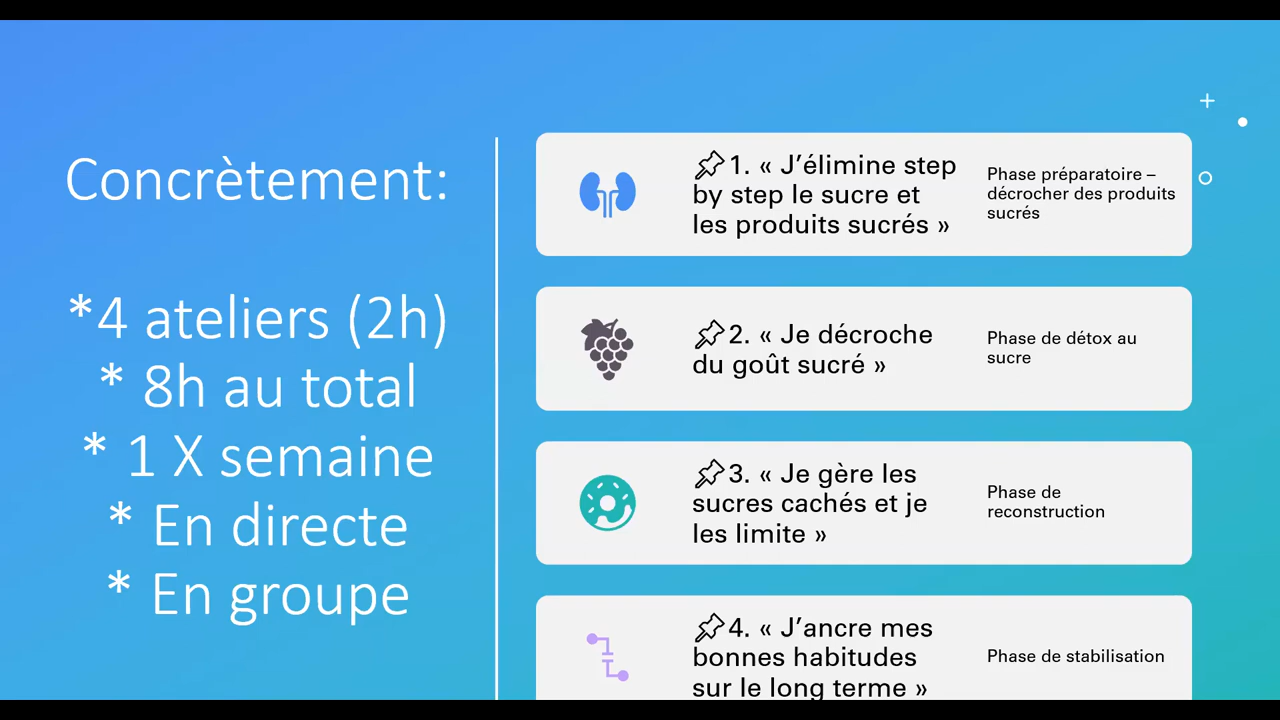 Concrètement:
*4 ateliers (2h)
* 8h au total
* 1 X semaine
* En directe
* En groupe
1. « J’élimine step
by step le sucre et
les produits sucrés »
Phase préparatoire –
décrocher des produits
sucrés
2. « Je décroche
du goût sucré »
Phase de détox au
sucre
3. « Je gère les
sucres cachés et je
les limite »
Phase de
reconstruction
4. « J’ancre mes
bonnes habitudes
sur le long terme »
Phase de stabilisation